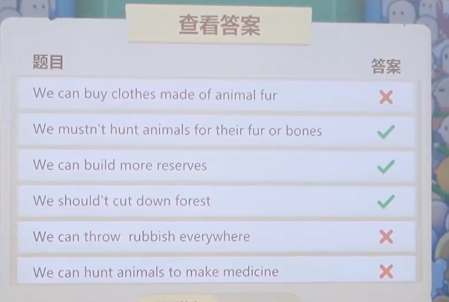 查看答案
题目 答案
We can buy clothes made of animal fur
We mustn't hunt animals for their fur or bones
We can build more reserves
We should't cut down forest
We can throw rubbish everywhere
We can hunt animals to make medicine